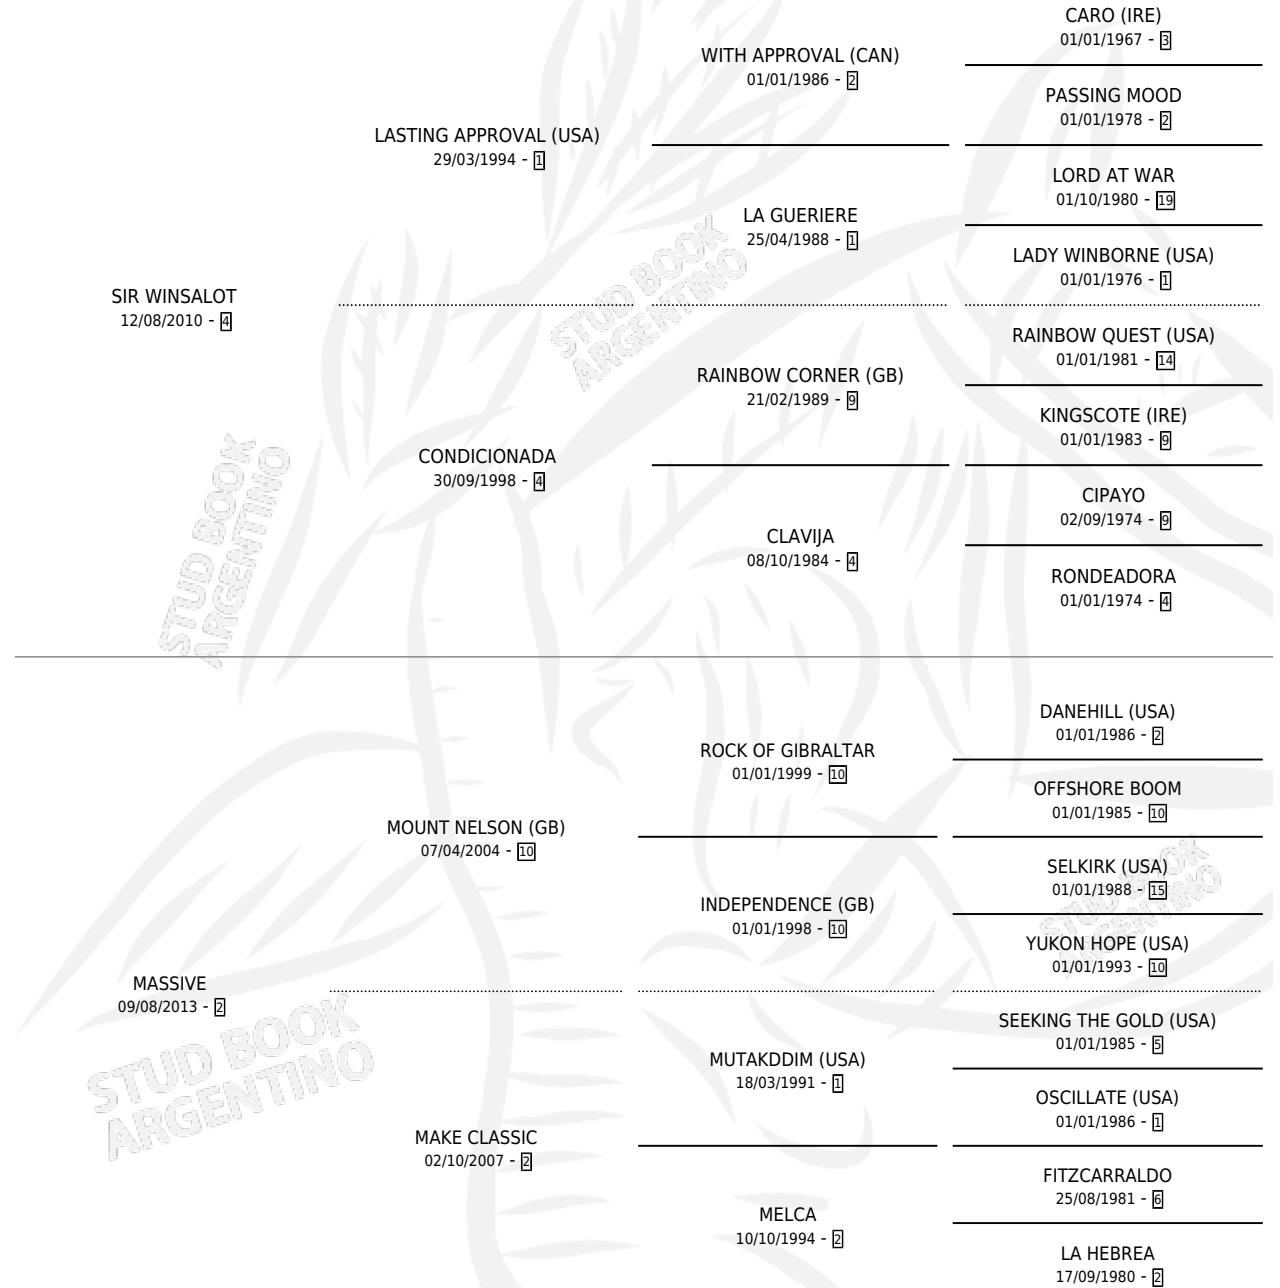 CARO (IRE)
01/01/1967 - 3
WITH APPROVAL (CAN)
01/01/1986 - 2
PASSING MOOD
01/01/1978 - 2
LASTING APPROVAL (USA)
29/03/1994 - 1
LORD AT WAR
01/10/1980 - 19
LA GUERIERE
25/04/1988 - 1
LADY WINBORNE (USA)
01/01/1976 - 1
SIR WINSALOT
12/08/2010 - 4
RAINBOW QUEST (USA)
01/01/1981 - 14
RAINBOW CORNER (GB)
21/02/1989 - 9
KINGSCOTE (IRE)
01/01/1983 - 9
CONDICIONADA
30/09/1998 - 4
CIPAYO
02/09/1974 - 9
CLAVIJA
08/10/1984 - 4
RONDEADORA
01/01/1974 - 4
STUD BOOK
ARGENTINO
STUD BOOK
ARGENTINO
DANEHILL (USA)
01/01/1986 - 2
ROCK OF GIBRALTAR
01/01/1999 - 10
OFFSHORE BOOM
01/01/1985 - 10
MOUNT NELSON (GB)
07/04/2004 - 10
SELKIRK (USA)
01/01/1988 - 15
INDEPENDENCE (GB)
01/01/1998 - 10
YUKON HOPE (USA)
01/01/1993 - 10
MASSIVE
09/08/2013 - 2
SEEKING THE GOLD (USA)
01/01/1985 - 5
MUTAKDDIM (USA)
18/03/1991 - 1
OSCILLATE (USA)
01/01/1986 - 1
MAKE CLASSIC
02/10/2007 - 2
FITZCARRALDO
25/08/1981 - 6
MELCA
10/10/1994 - 2
LA HEBREA
17/09/1980 - 2
STUD BOOK
ARGENTINO
STUD BOOK
ARGENTINO